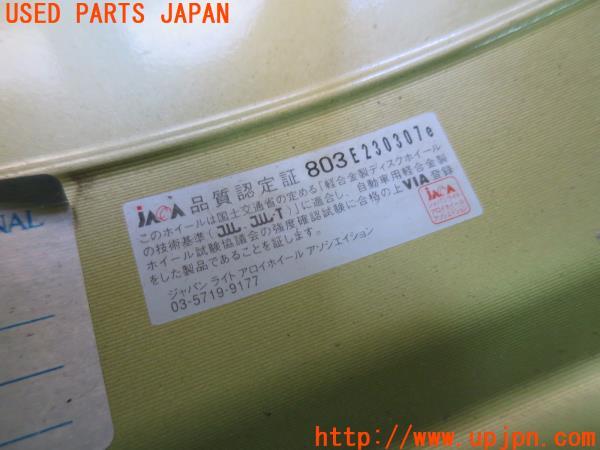 USED PARTS JAPAN
JAWA 品質認定証 803E230307e
このホイールは国土交通省の定める「軽合金製ディスクホイール
の技術基準(JWL・JWL-T)」に適合し、自動車用軽合金製
ホイール試験協議会の強度確認試験に合格の上VIA登録
をした製品であることを証します。
ジャパン ライト アロイホイール アソシエイション
03-5719-9177
JAWA
NAL
http://www.upjpn.com